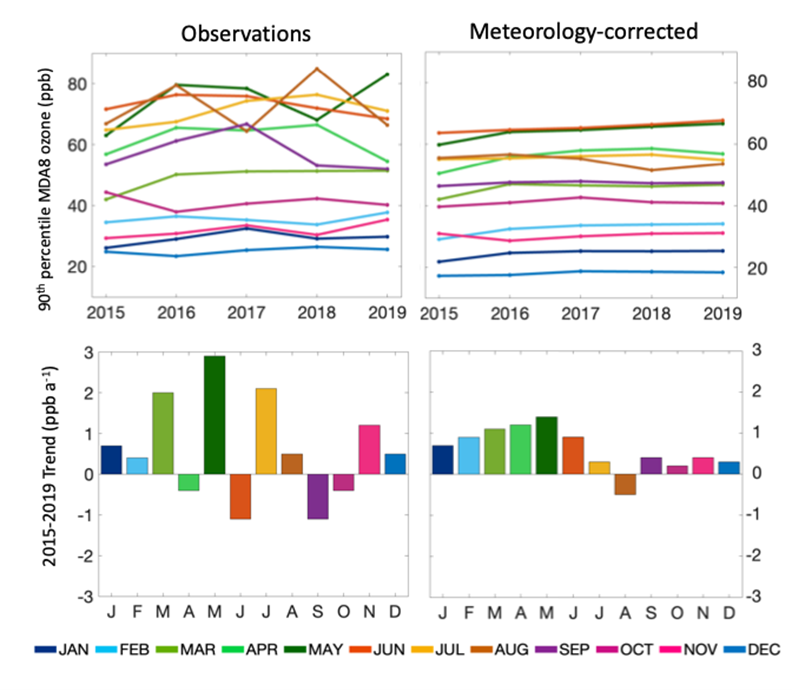 Observations Meteorology-corrected
90th percentile MDA8 ozone (ppb)
80
60
40
20
2015 2016 2017 2018 2019
80
60
40
20
2015 2016 2017 2018 2019
2015-2019 Trend (ppb a⁻¹)
3
2
1
0
-1
-2
-3
J F M A M J J A S O N D
3
2
1
0
-1
-2
-3
J F M A M J J A S O N D
JAN FEB MAR APR MAY JUN JUL AUG SEP OCT NOV DEC